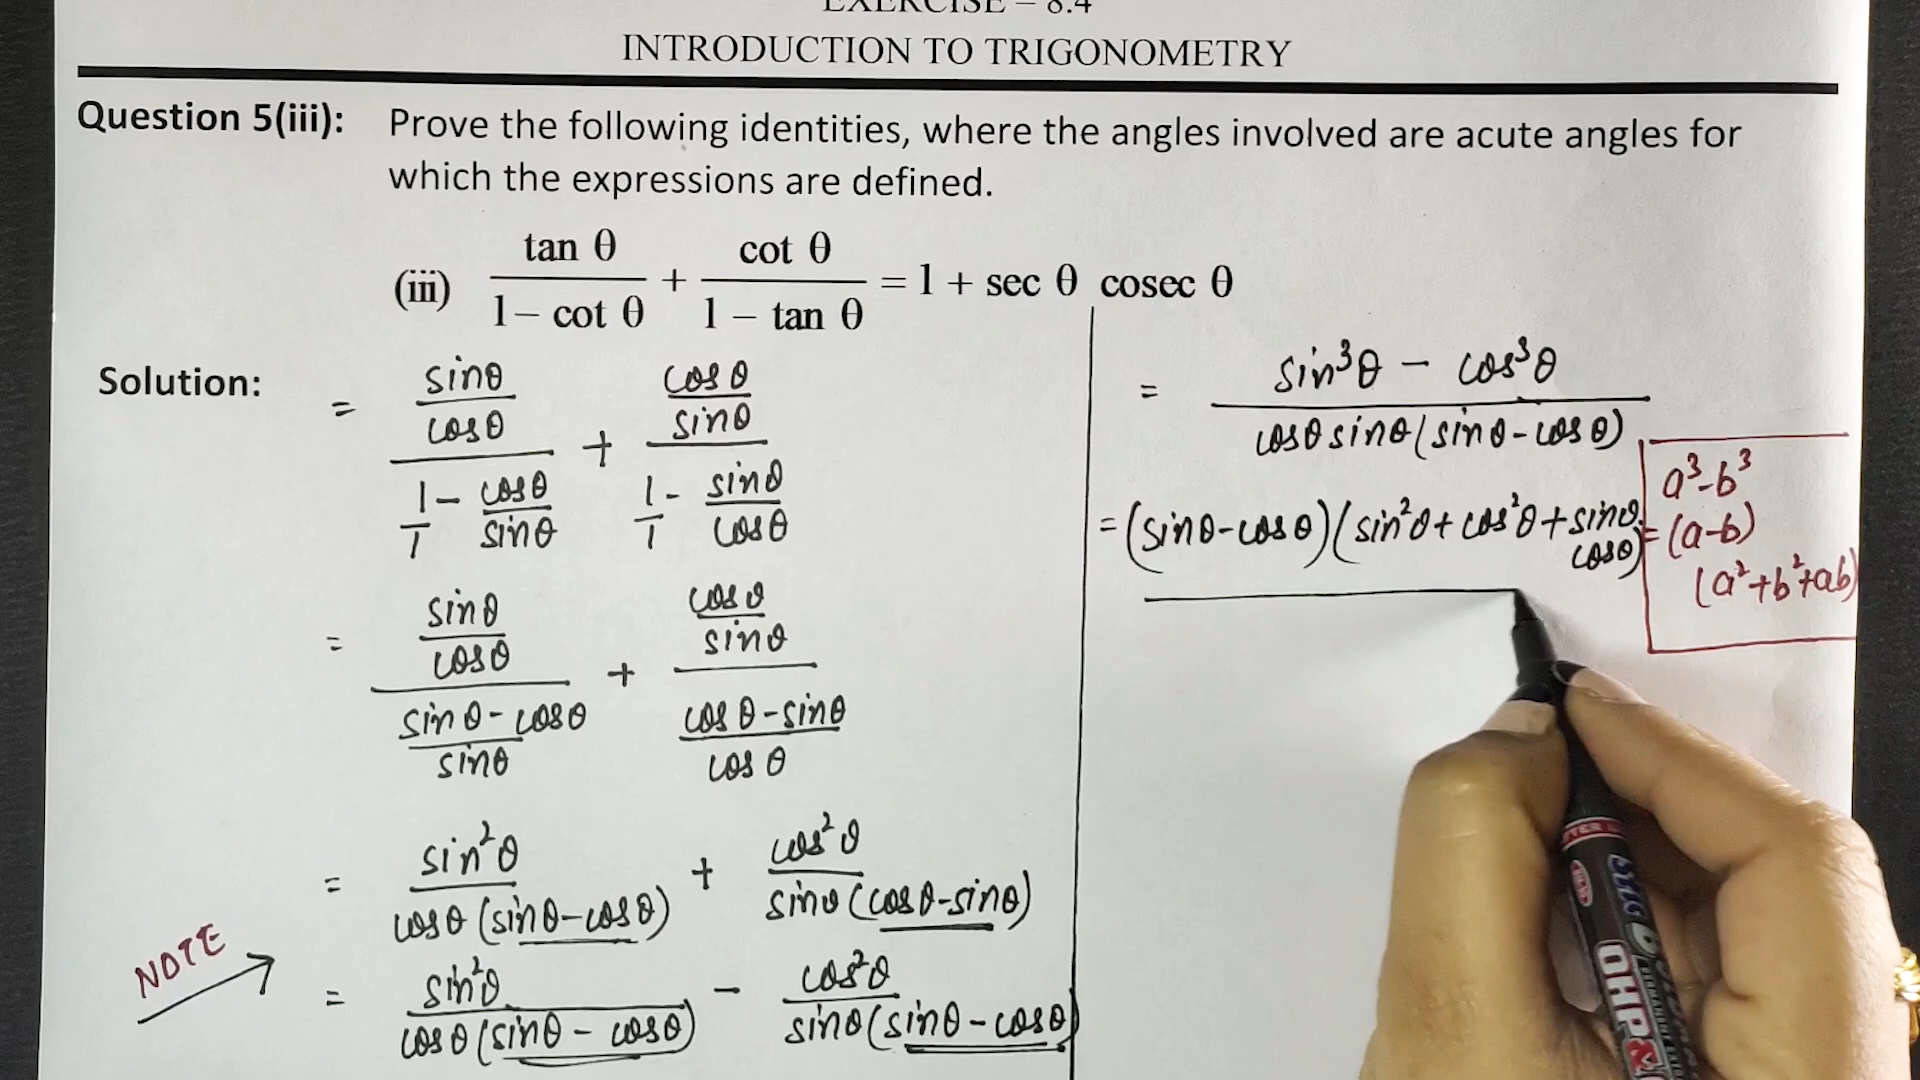 EXERCISE – 8.4
INTRODUCTION TO TRIGONOMETRY
Question 5(iii): Prove the following identities, where the angles involved are acute angles for
which the expressions are defined.
(iii) tan θ / (1 – cot θ) + cot θ / (1 – tan θ) = 1 + sec θ cosec θ
Solution:
= (sinθ/cosθ) / (1/1 - cosθ/sinθ) + (cosθ/sinθ) / (1/1 - sinθ/cosθ)
= (sinθ/cosθ) / ((sinθ - cosθ)/sinθ) + (cosθ/sinθ) / ((cosθ - sinθ)/cosθ)
= sin²θ / cosθ(sinθ-cosθ) + cos²θ / sinθ(cosθ-sinθ)
NOTE
= sin²θ / cosθ(sinθ - cosθ) - cos²θ / sinθ(sinθ - cosθ)
= sin³θ - cos³θ / cosθ sinθ(sinθ-cosθ)
= (sinθ-cosθ)(sin²θ+cos²θ+sinθ.
cosθ)
a³-b³
=(a-b)
(a²+b²+ab)
OHP